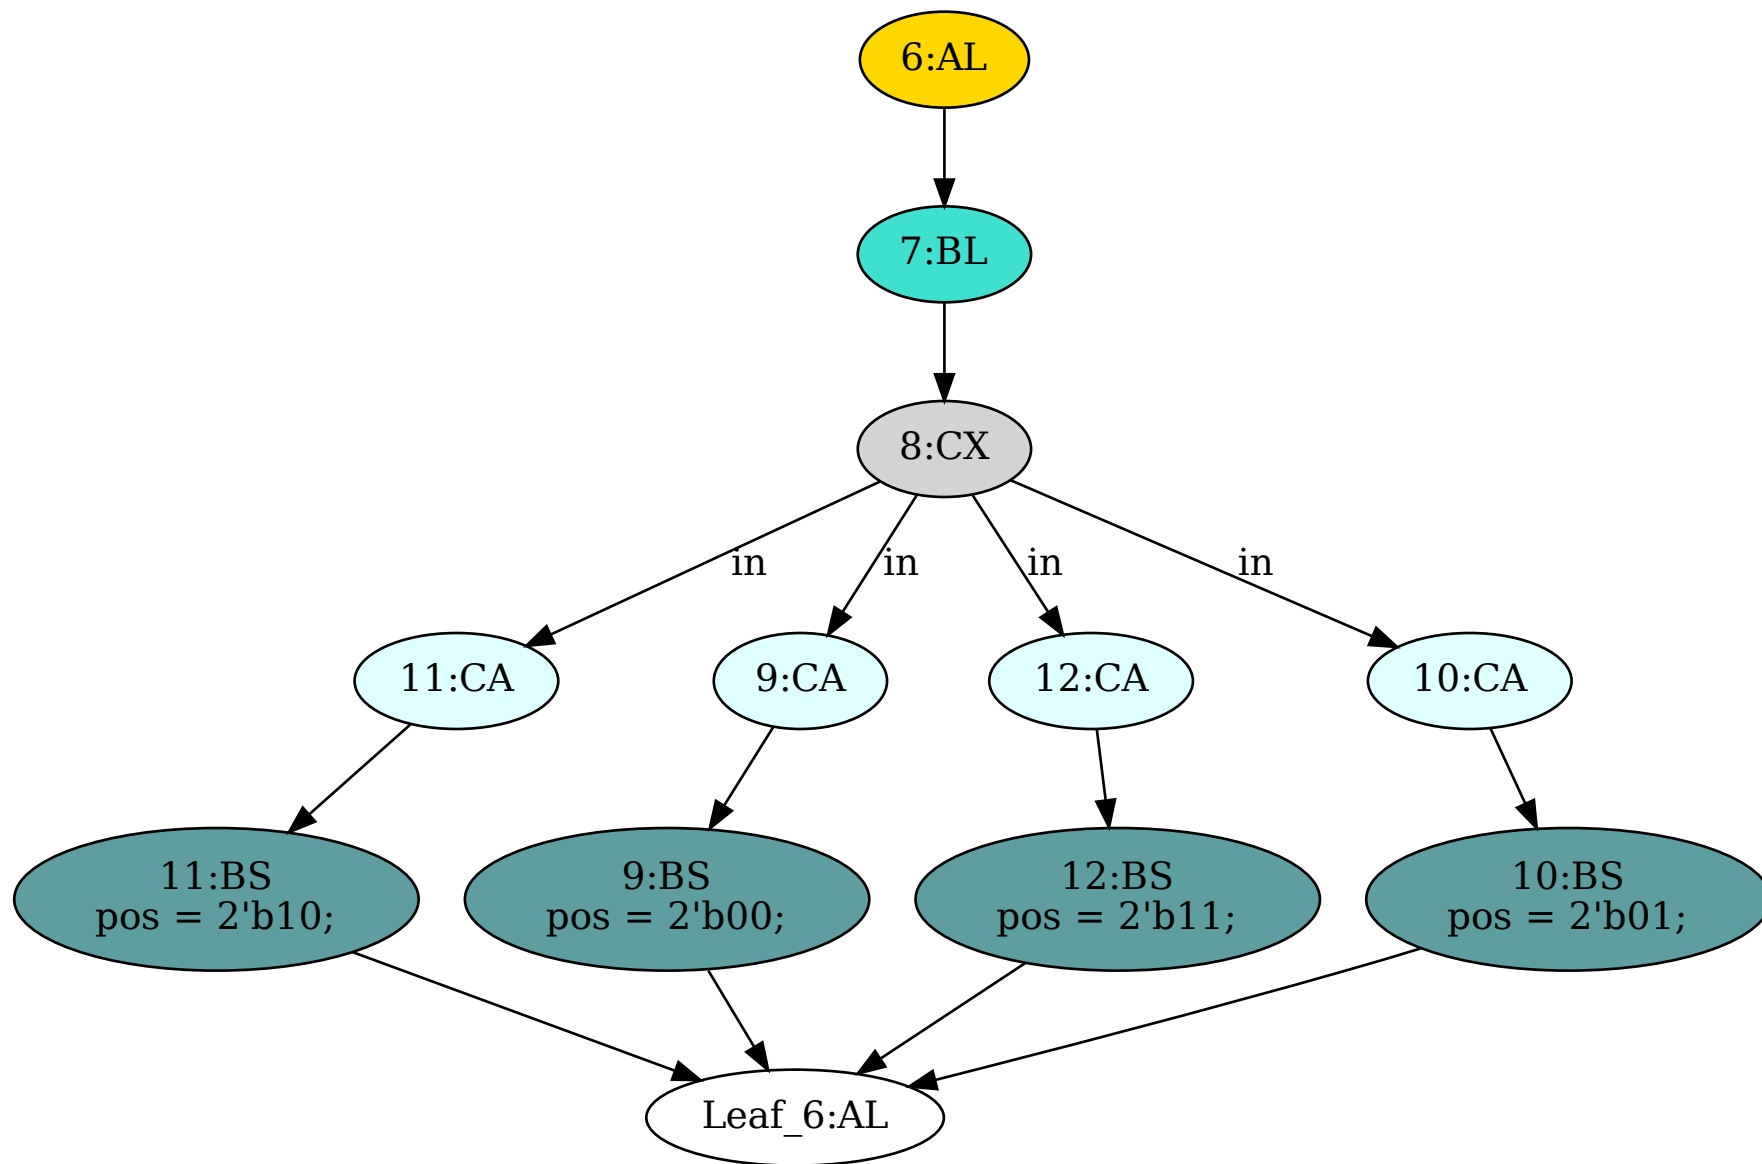 6:AL
7:BL
8:CX
in
in
in
in
11:CA
9:CA
12:CA
10:CA
11:BS
pos = 2'b10;
9:BS
pos = 2'b00;
12:BS
pos = 2'b11;
10:BS
pos = 2'b01;
Leaf_6:AL